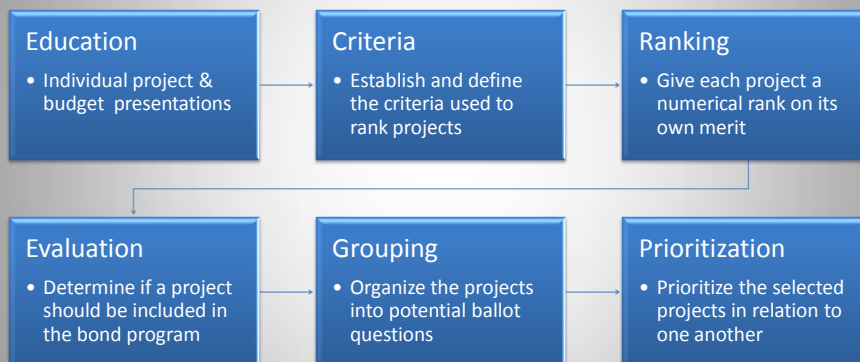 Education
• Individual project &
budget presentations
Criteria
• Establish and define
the criteria used to
rank projects
Ranking
• Give each project a
numerical rank on its
own merit
Evaluation
• Determine if a project
should be included in
the bond program
Grouping
• Organize the projects
into potential ballot
questions
Prioritization
• Prioritize the selected
projects in relation to
one another